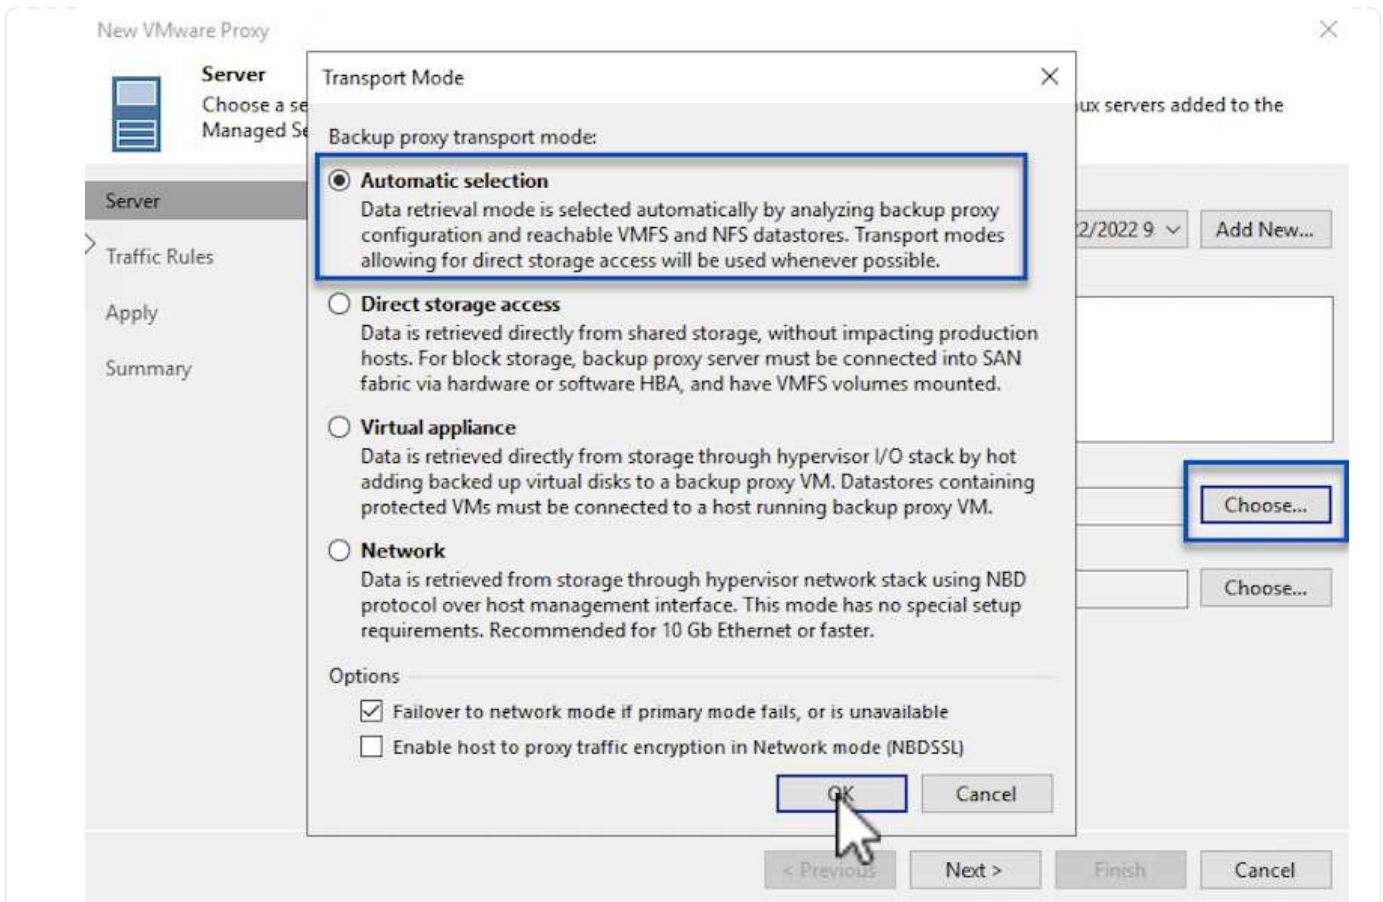 New VMware Proxy
Server
Choose a se
ux servers added to the
Managed Se
Transport Mode
Backup proxy transport mode:
Automatic selection
Data retrieval mode is selected automatically by analyzing backup proxy
configuration and reachable VMFS and NFS datastores. Transport modes
allowing for direct storage access will be used whenever possible.
Direct storage access
Data is retrieved directly from shared storage, without impacting production
hosts. For block storage, backup proxy server must be connected into SAN
fabric via hardware or software HBA, and have VMFS volumes mounted.
Virtual appliance
Data is retrieved directly from storage through hypervisor I/O stack by hot
adding backed up virtual disks to a backup proxy VM. Datastores containing
protected VMs must be connected to a host running backup proxy VM.
Network
Data is retrieved from storage through hypervisor network stack using NBD
protocol over host management interface. This mode has no special setup
requirements. Recommended for 10 Gb Ethernet or faster.
Options
Failover to network mode if primary mode fails, or is unavailable
Enable host to proxy traffic encryption in Network mode (NBDSSL)
OK
Cancel
Server
Traffic Rules
Apply
Summary
2/2022 9
Add New...
Choose...
Choose...
< Previous
Next >
Finish
Cancel